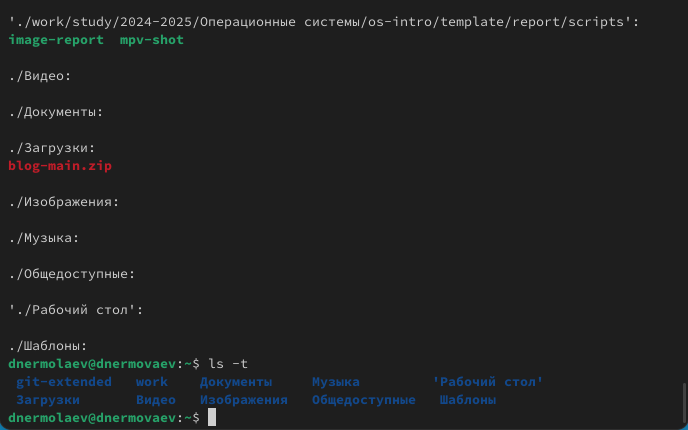 './work/study/2024-2025/Операционные системы/os-intro/template/report/scripts':
image-report  mpv-shot
./Видео:
./Документы:
./Загрузки:
blog-main.zip
./Изображения:
./Музыка:
./Общедоступные:
'./Рабочий стол':
./Шаблоны:
dnermolaev@dnermovaev:~$ ls -t
git-extended   work   Документы     Музыка         'Рабочий стол'
Загрузки       Видео  Изображения   Общедоступные   Шаблоны
dnermolaev@dnermovaev:~$